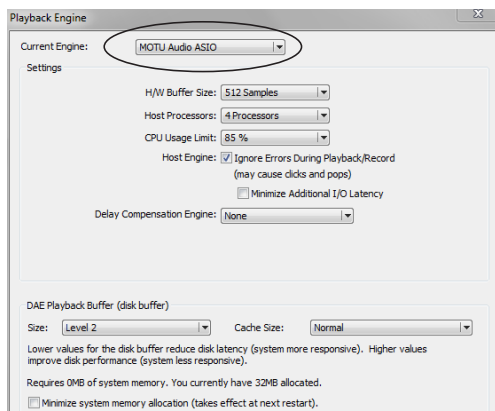 Playback Engine
Current Engine: MOTU Audio ASIO
Settings
H/W Buffer Size: 512 Samples
Host Processors: 4 Processors
CPU Usage Limit: 85 %
Host Engine: Ignore Errors During Playback/Record
(may cause clicks and pops)
Minimize Additional I/O Latency
Delay Compensation Engine: None
DAE Playback Buffer (disk buffer)
Size: Level 2 Cache Size: Normal
Lower values for the disk buffer reduce disk latency (system more responsive). Higher values
improve disk performance (system less responsive).
Requires 0MB of system memory. You currently have 32MB allocated.
Minimize system memory allocation (takes effect at next restart).